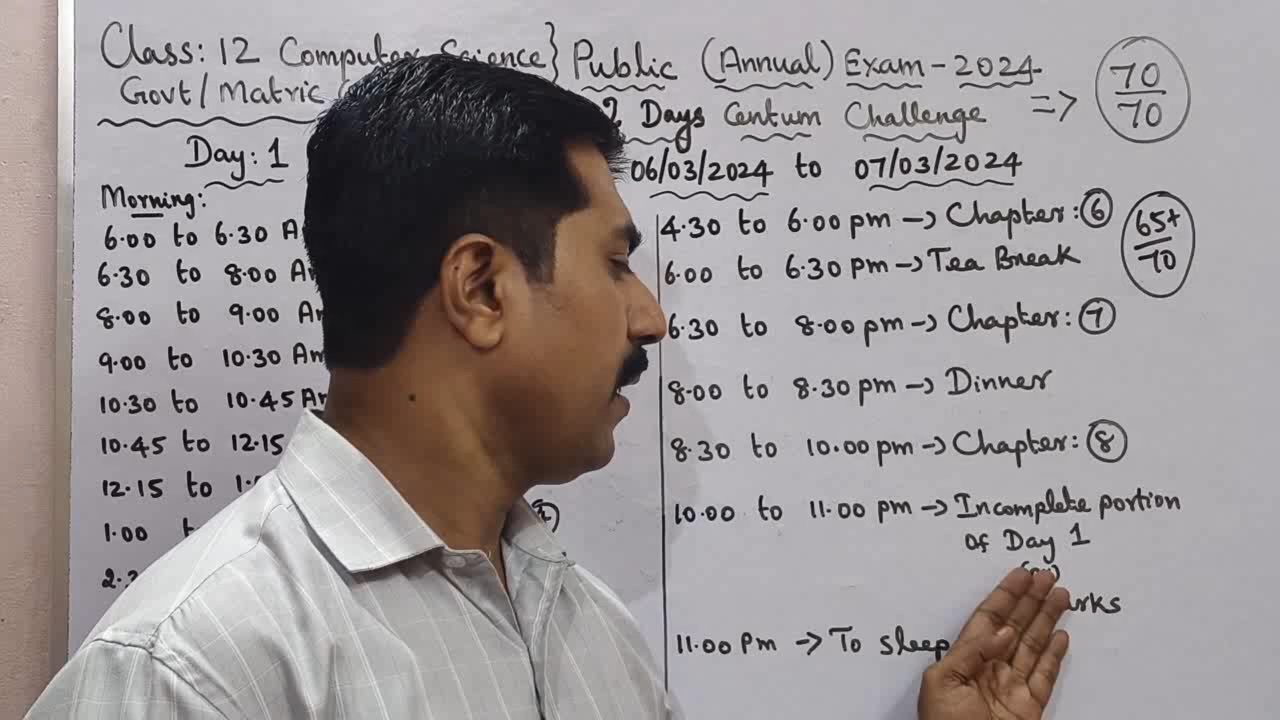 Class: 12 Computer Science} Public (Annual) Exam - 2024
Govt/Matric
2 Days Centum Challenge => 70/70
Day: 1
06/03/2024 to 07/03/2024
Morning:
6.00 to 6.30 A
6.30 to 8.00 Am
8.00 to 9.00 Am
9.00 to 10.30 Am
10.30 to 10.45 Am
10.45 to 12.15
12.15 to 1.
1.00
2.3
4.30 to 6.00 pm -> Chapter: 6
65+/70
6.00 to 6.30 pm -> Tea Break
6.30 to 8.00 pm -> Chapter: 7
8.00 to 8.30 pm -> Dinner
8.30 to 10.00 pm -> Chapter: 8
10.00 to 11.00 pm -> Incomplete portion
of Day 1
11.00 Pm -> To sleep